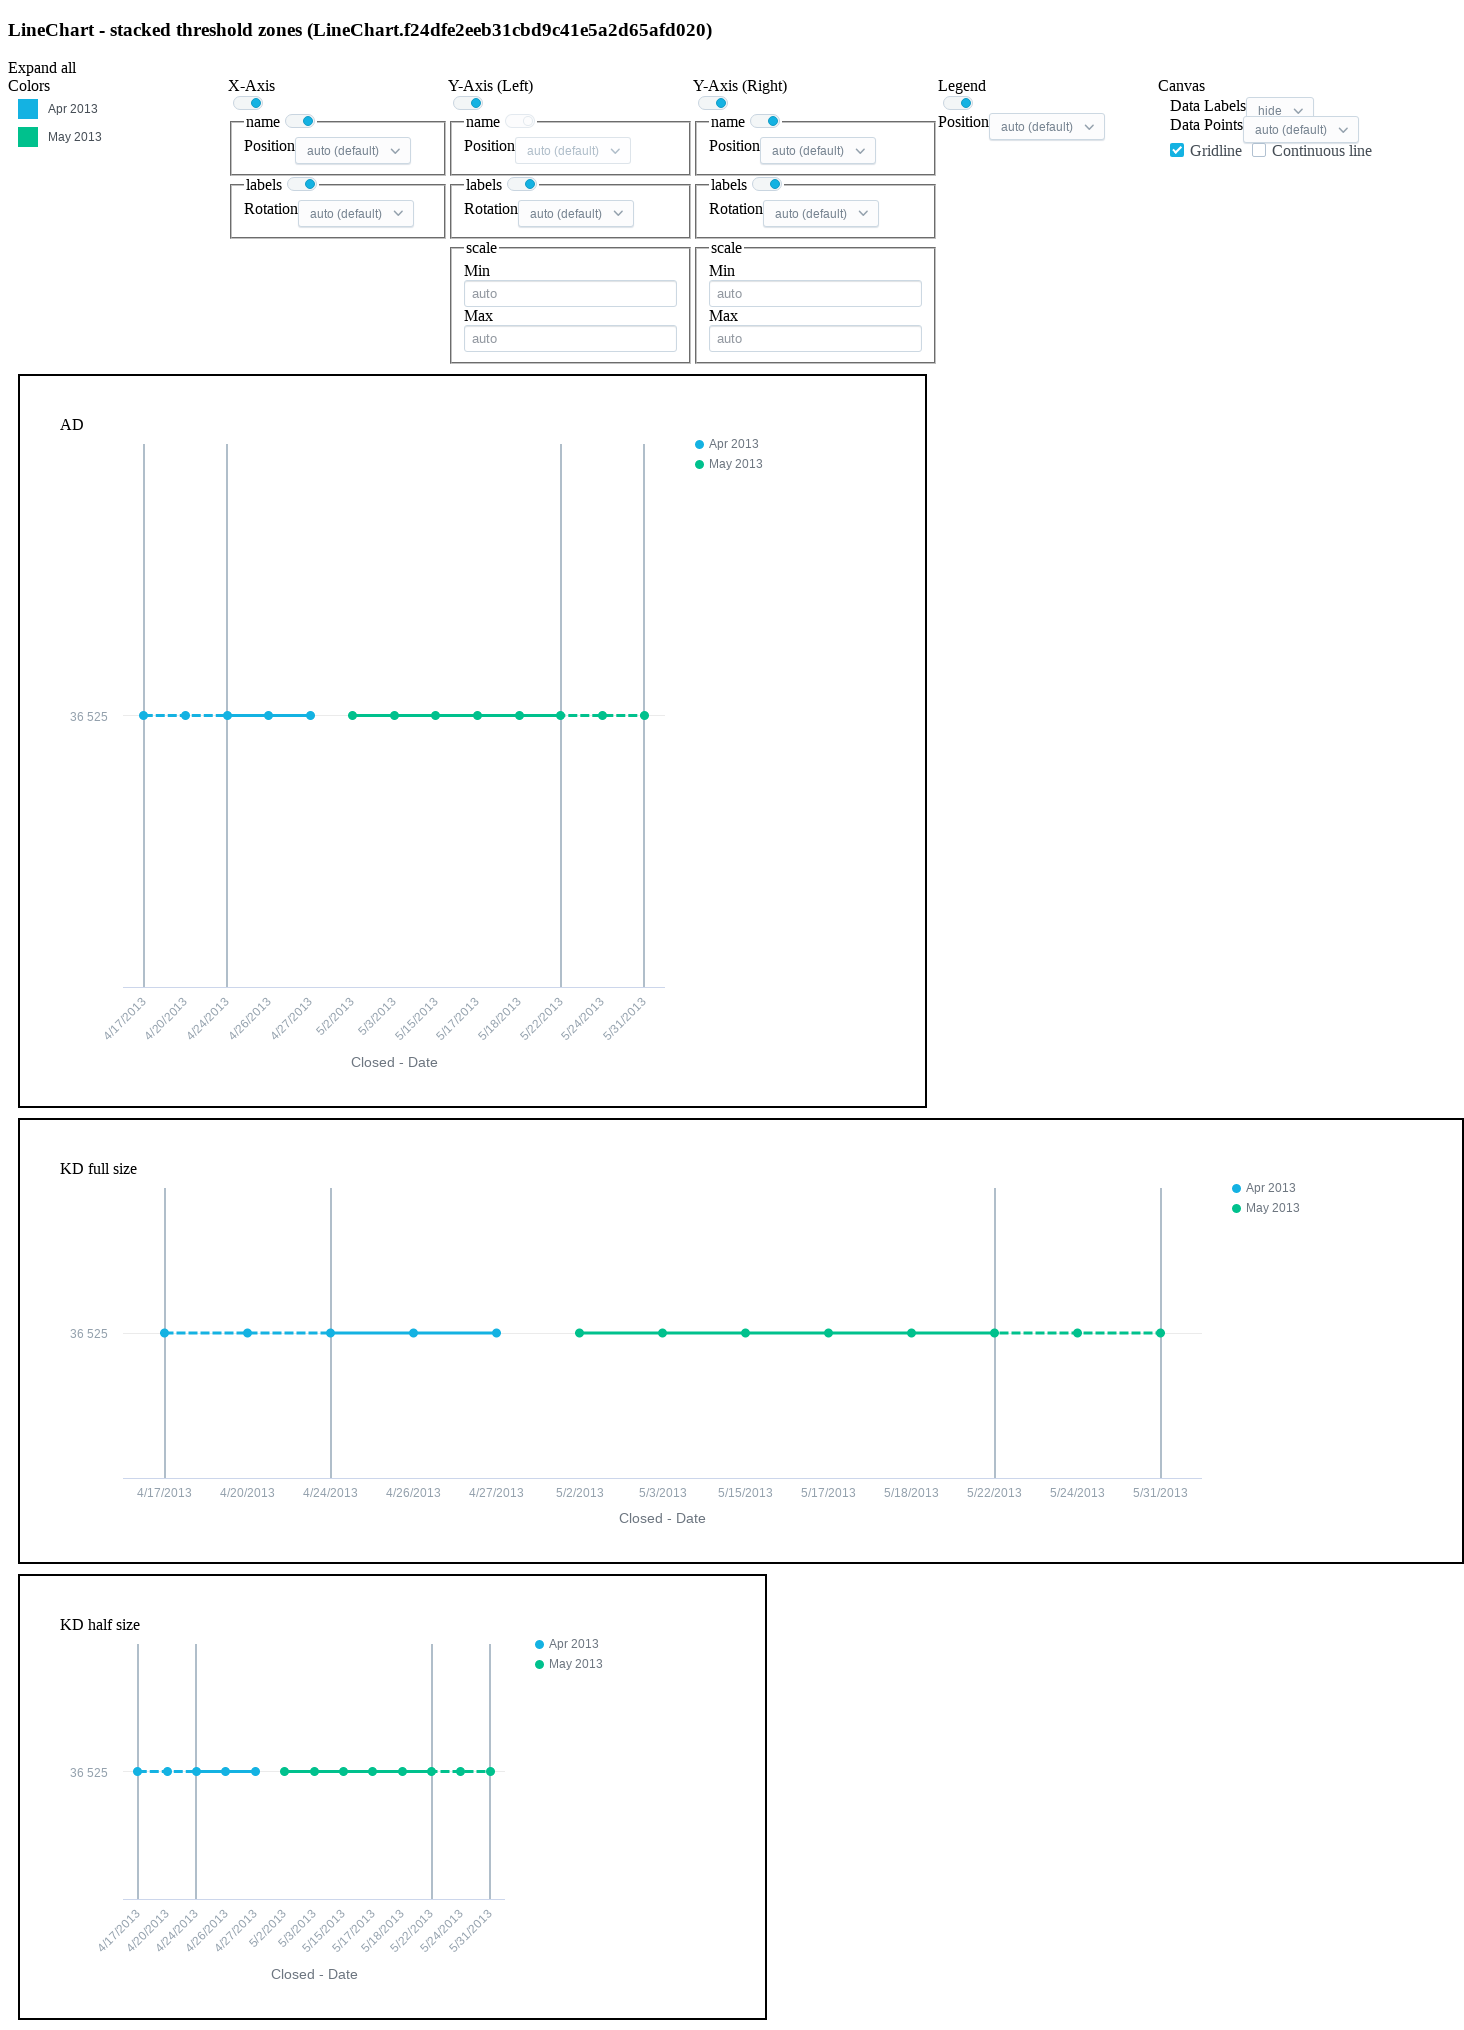 LineChart - stacked threshold zones (LineChart.f24dfe2eeb31cbd9c41e5a2d65afd020)
Expand all
Colors
Apr 2013
May 2013
X-Axis
name
Position auto (default)
labels
Rotation auto (default)
Y-Axis (Left)
name
Position auto (default)
labels
Rotation auto (default)
scale
Min
auto
Max
auto
Y-Axis (Right)
name
Position auto (default)
labels
Rotation auto (default)
scale
Min
auto
Max
auto
Legend
Position auto (default)
Canvas
Data Labels hide
Data Points auto (default)
Gridline Continuous line
AD
Apr 2013
May 2013
36 525
4/17/2013 4/20/2013 4/24/2013 4/26/2013 4/27/2013 5/2/2013 5/3/2013 5/15/2013 5/17/2013 5/18/2013 5/22/2013 5/24/2013 5/31/2013
Closed - Date
KD full size
Apr 2013
May 2013
36 525
4/17/2013 4/20/2013 4/24/2013 4/26/2013 4/27/2013 5/2/2013 5/3/2013 5/15/2013 5/17/2013 5/18/2013 5/22/2013 5/24/2013 5/31/2013
Closed - Date
KD half size
Apr 2013
May 2013
36 525
4/17/2013 4/20/2013 4/24/2013 4/26/2013 4/27/2013 5/2/2013 5/3/2013 5/15/2013 5/17/2013 5/18/2013 5/22/2013 5/24/2013 5/31/2013
Closed - Date